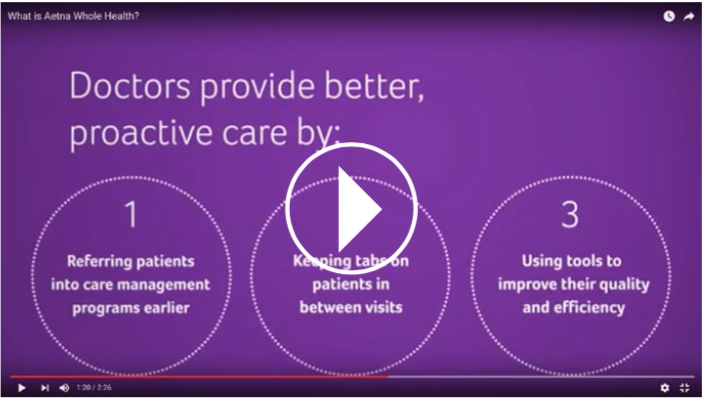 What is Aetna Whole Health?
Doctors provide better,
proactive care by:
1
Referring patients
into care management
programs earlier
Keeping tabs on
patients in
between visits
3
Using tools to
improve their quality
and efficiency
1:20 / 2:26